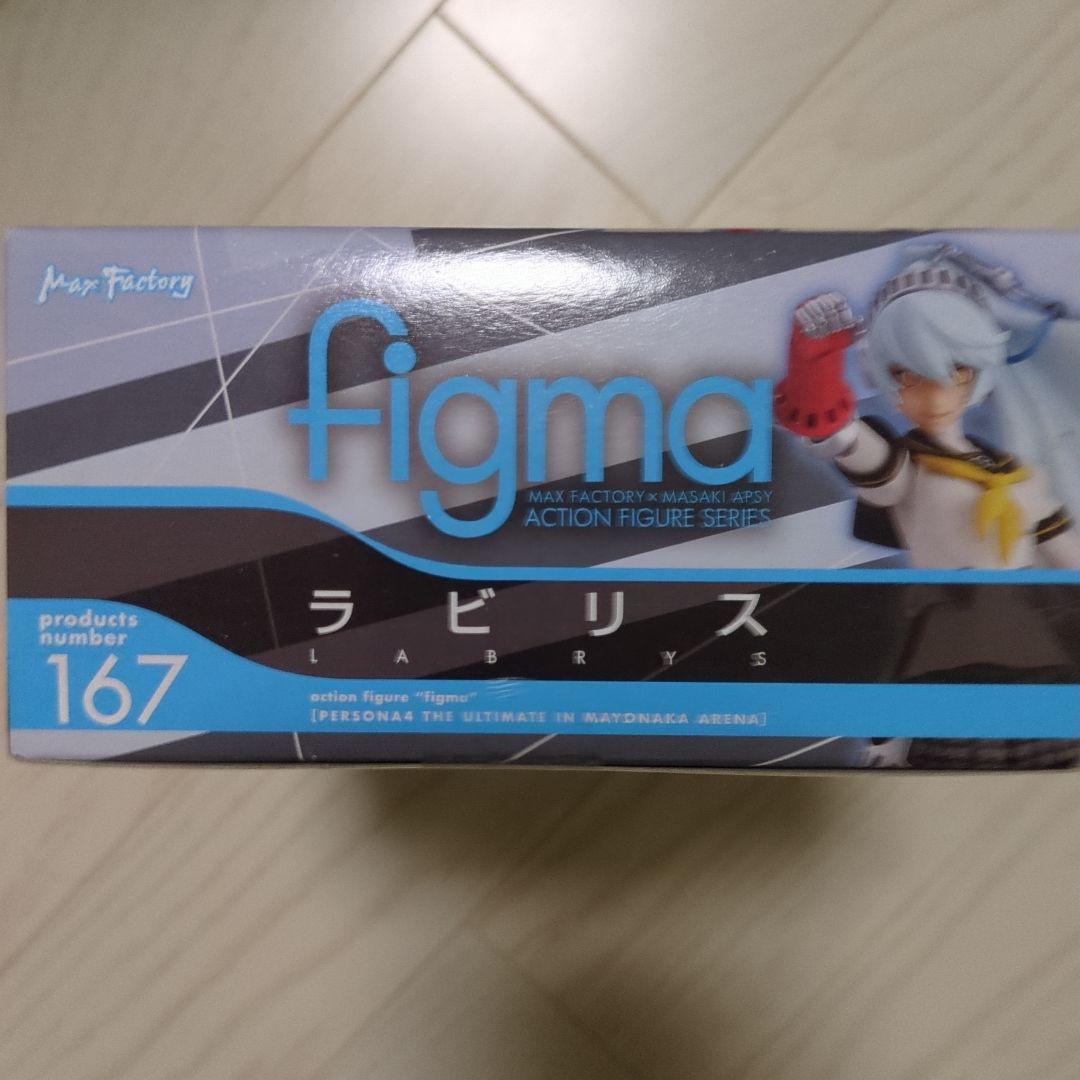 Max Factory
figma
MAX FACTORY × MASAKI APSY
ACTION FIGURE SERIES
ラビリス
LABRYS
products
number
167
action figure "figma"
[PERSONA4 THE ULTIMATE IN MAYONAKA ARENA]